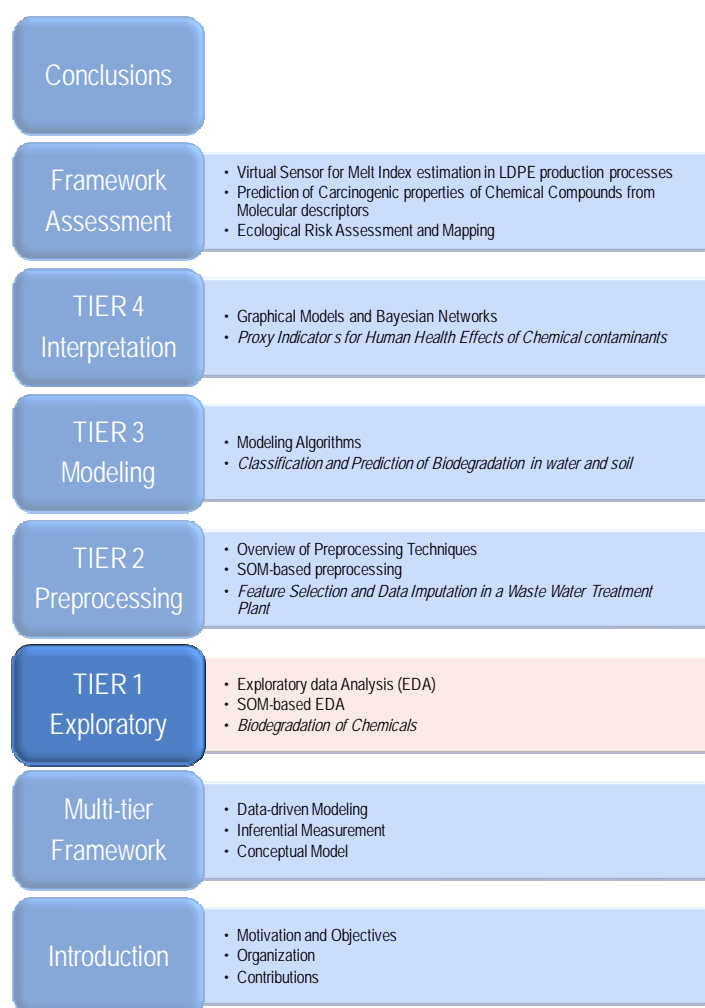 Conclusions
Framework
Assessment
• Virtual Sensor for Melt Index estimation in LDPE production processes
• Prediction of Carcinogenic properties of Chemical Compounds from
Molecular descriptors
• Ecological Risk Assessment and Mapping
TIER 4
Interpretation
• Graphical Models and Bayesian Networks
• Proxy Indicator s for Human Health Effects of Chemical contaminants
TIER 3
Modeling
• Modeling Algorithms
• Classification and Prediction of Biodegradation in water and soil
TIER 2
Preprocessing
• Overview of Preprocessing Techniques
• SOM-based preprocessing
• Feature Selection and Data Imputation in a Waste Water Treatment
Plant
TIER 1
Exploratory
• Exploratory data Analysis (EDA)
• SOM-based EDA
• Biodegradation of Chemicals
Multi-tier
Framework
• Data-driven Modeling
• Inferential Measurement
• Conceptual Model
Introduction
• Motivation and Objectives
• Organization
• Contributions